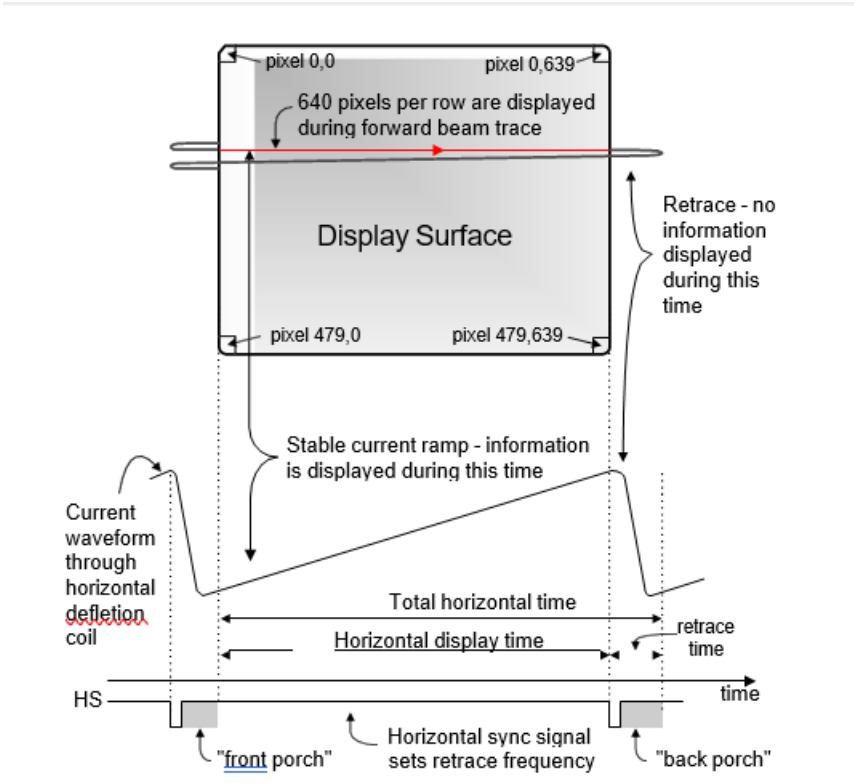 pixel 0,0
pixel 0,639
640 pixels per row are displayed
during forward beam trace
Retrace - no
information
displayed
during this
time
Display Surface
pixel 479,0
pixel 479,639
Stable current ramp - information
is displayed during this time
Current
waveform
through
horizontal
defletion
coil
Total horizontal time
Horizontal display time
retrace
time
HS
time
"front porch"
Horizontal sync signal
sets retrace frequency
"back porch"